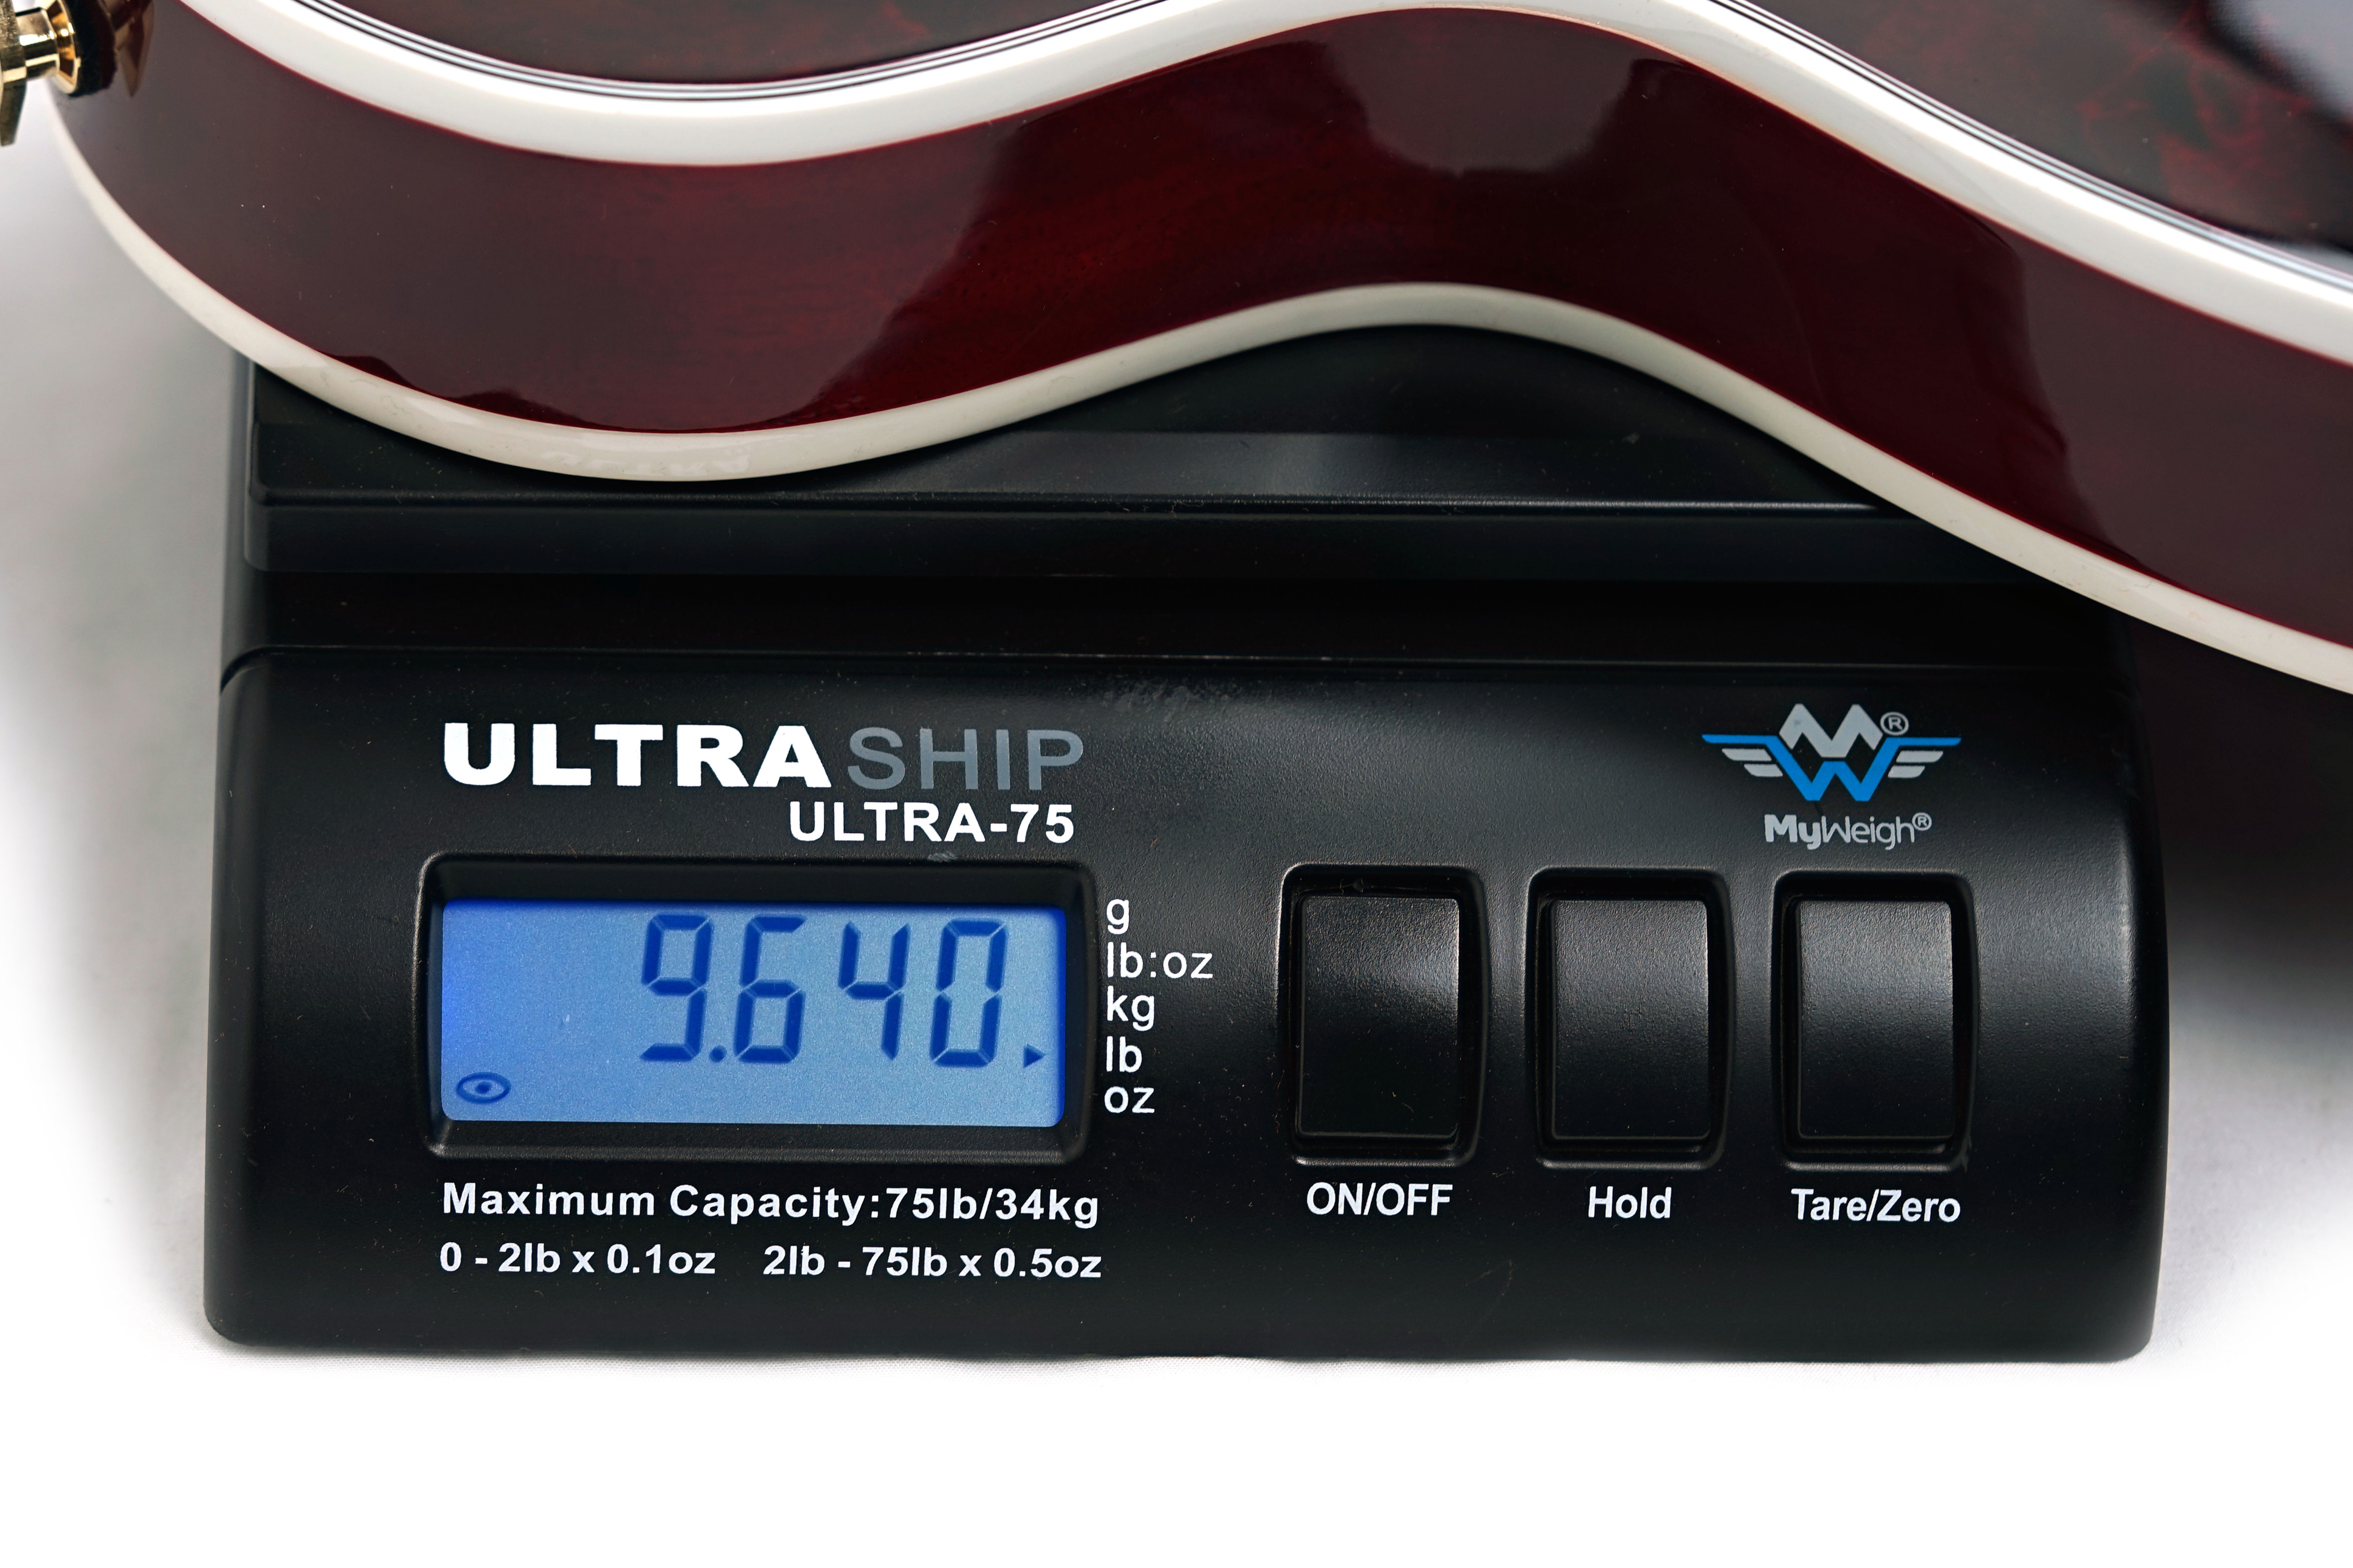 ULTRASHIP
ULTRA-75
MW®
MyWeigh®
9.640
g
lb:oz
kg
lb
oz
Maximum Capacity:75lb/34kg
0 - 2lb x 0.1oz 2lb - 75lb x 0.5oz
ON/OFF
Hold
Tare/Zero